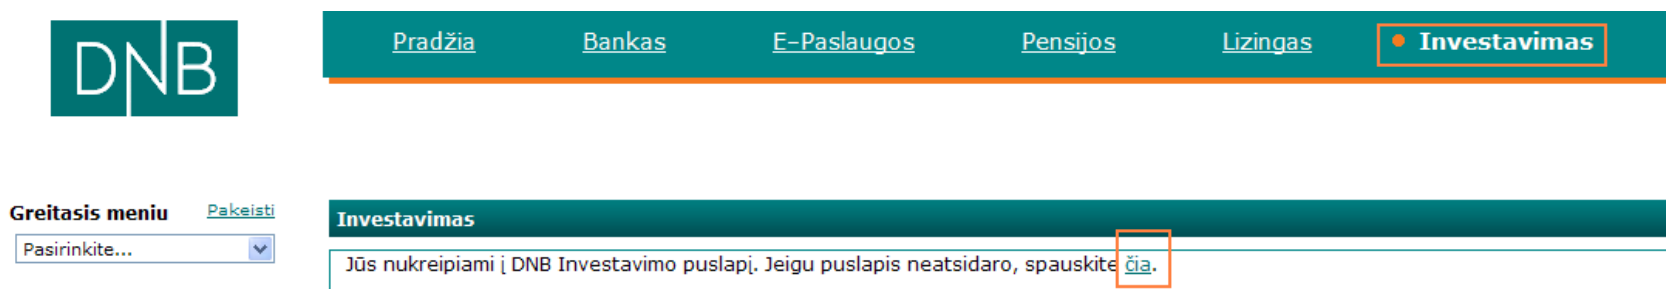 DNB
Pradžia Bankas E-Paslaugos Pensijos Lizingas Investavimas
Greitasis meniu Pakeisti
Pasirinkite...
Investavimas
Jūs nukreipiami į DNB Investavimo puslapį. Jeigu puslapis neatsidaro, spauskite čia.